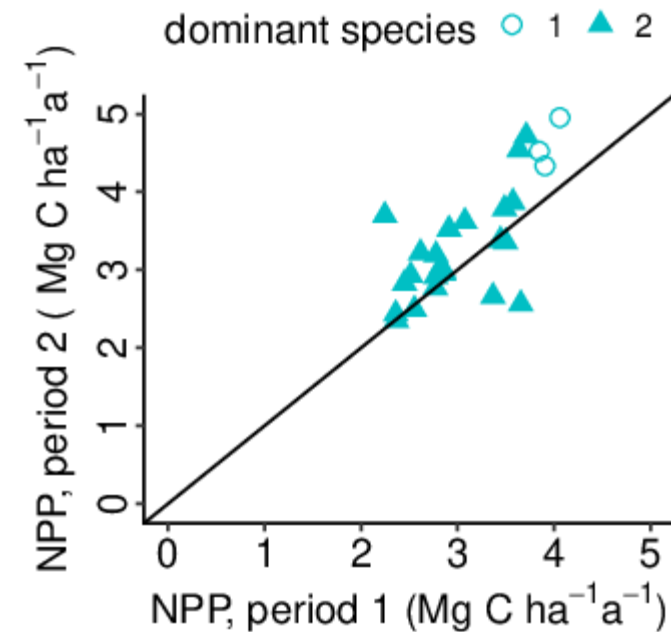 dominant species 1 2
NPP, period 2 ( Mg C ha⁻¹a⁻¹)
5
4
3
2
1
0
0 1 2 3 4 5
NPP, period 1 (Mg C ha⁻¹a⁻¹)